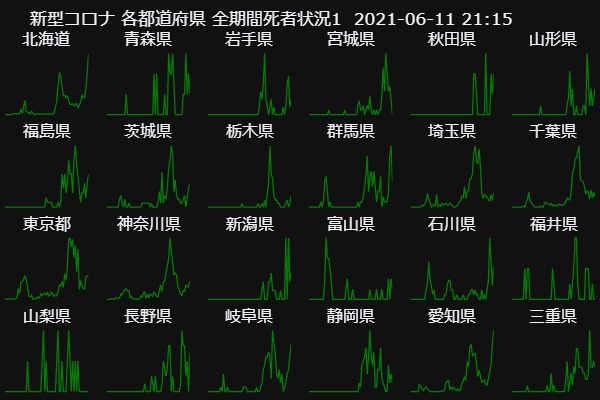 新型コロナ 各都道府県 全期間死者状況1 2021-06-11 21:15
北海道 青森県 岩手県 宮城県 秋田県 山形県
福島県 茨城県 栃木県 群馬県 埼玉県 千葉県
東京都 神奈川県 新潟県 富山県 石川県 福井県
山梨県 長野県 岐阜県 静岡県 愛知県 三重県